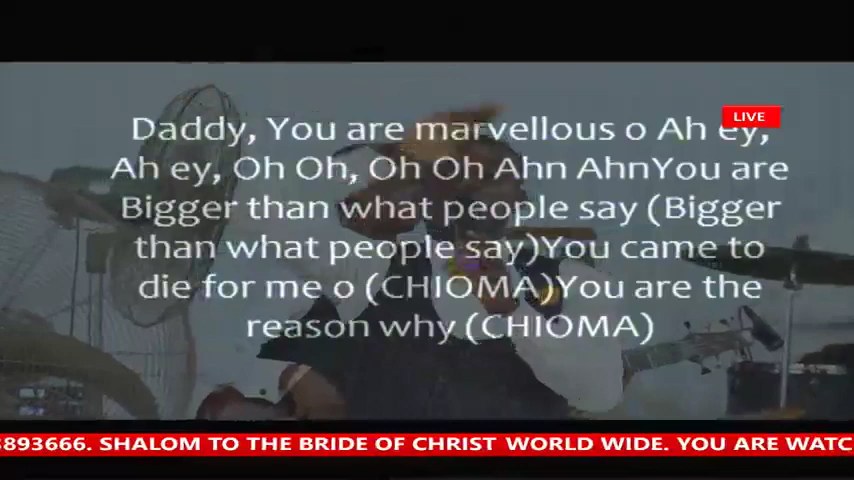 LIVE
Daddy, You are marvellous o Ah ey,
Ah ey, Oh Oh, Oh Oh Ahn AhnYou are
Bigger than what people say (Bigger
than what people say)You came to
die for me o (CHIOMA)You are the
reason why (CHIOMA)
893666. SHALOM TO THE BRIDE OF CHRIST WORLD WIDE. YOU ARE WATC